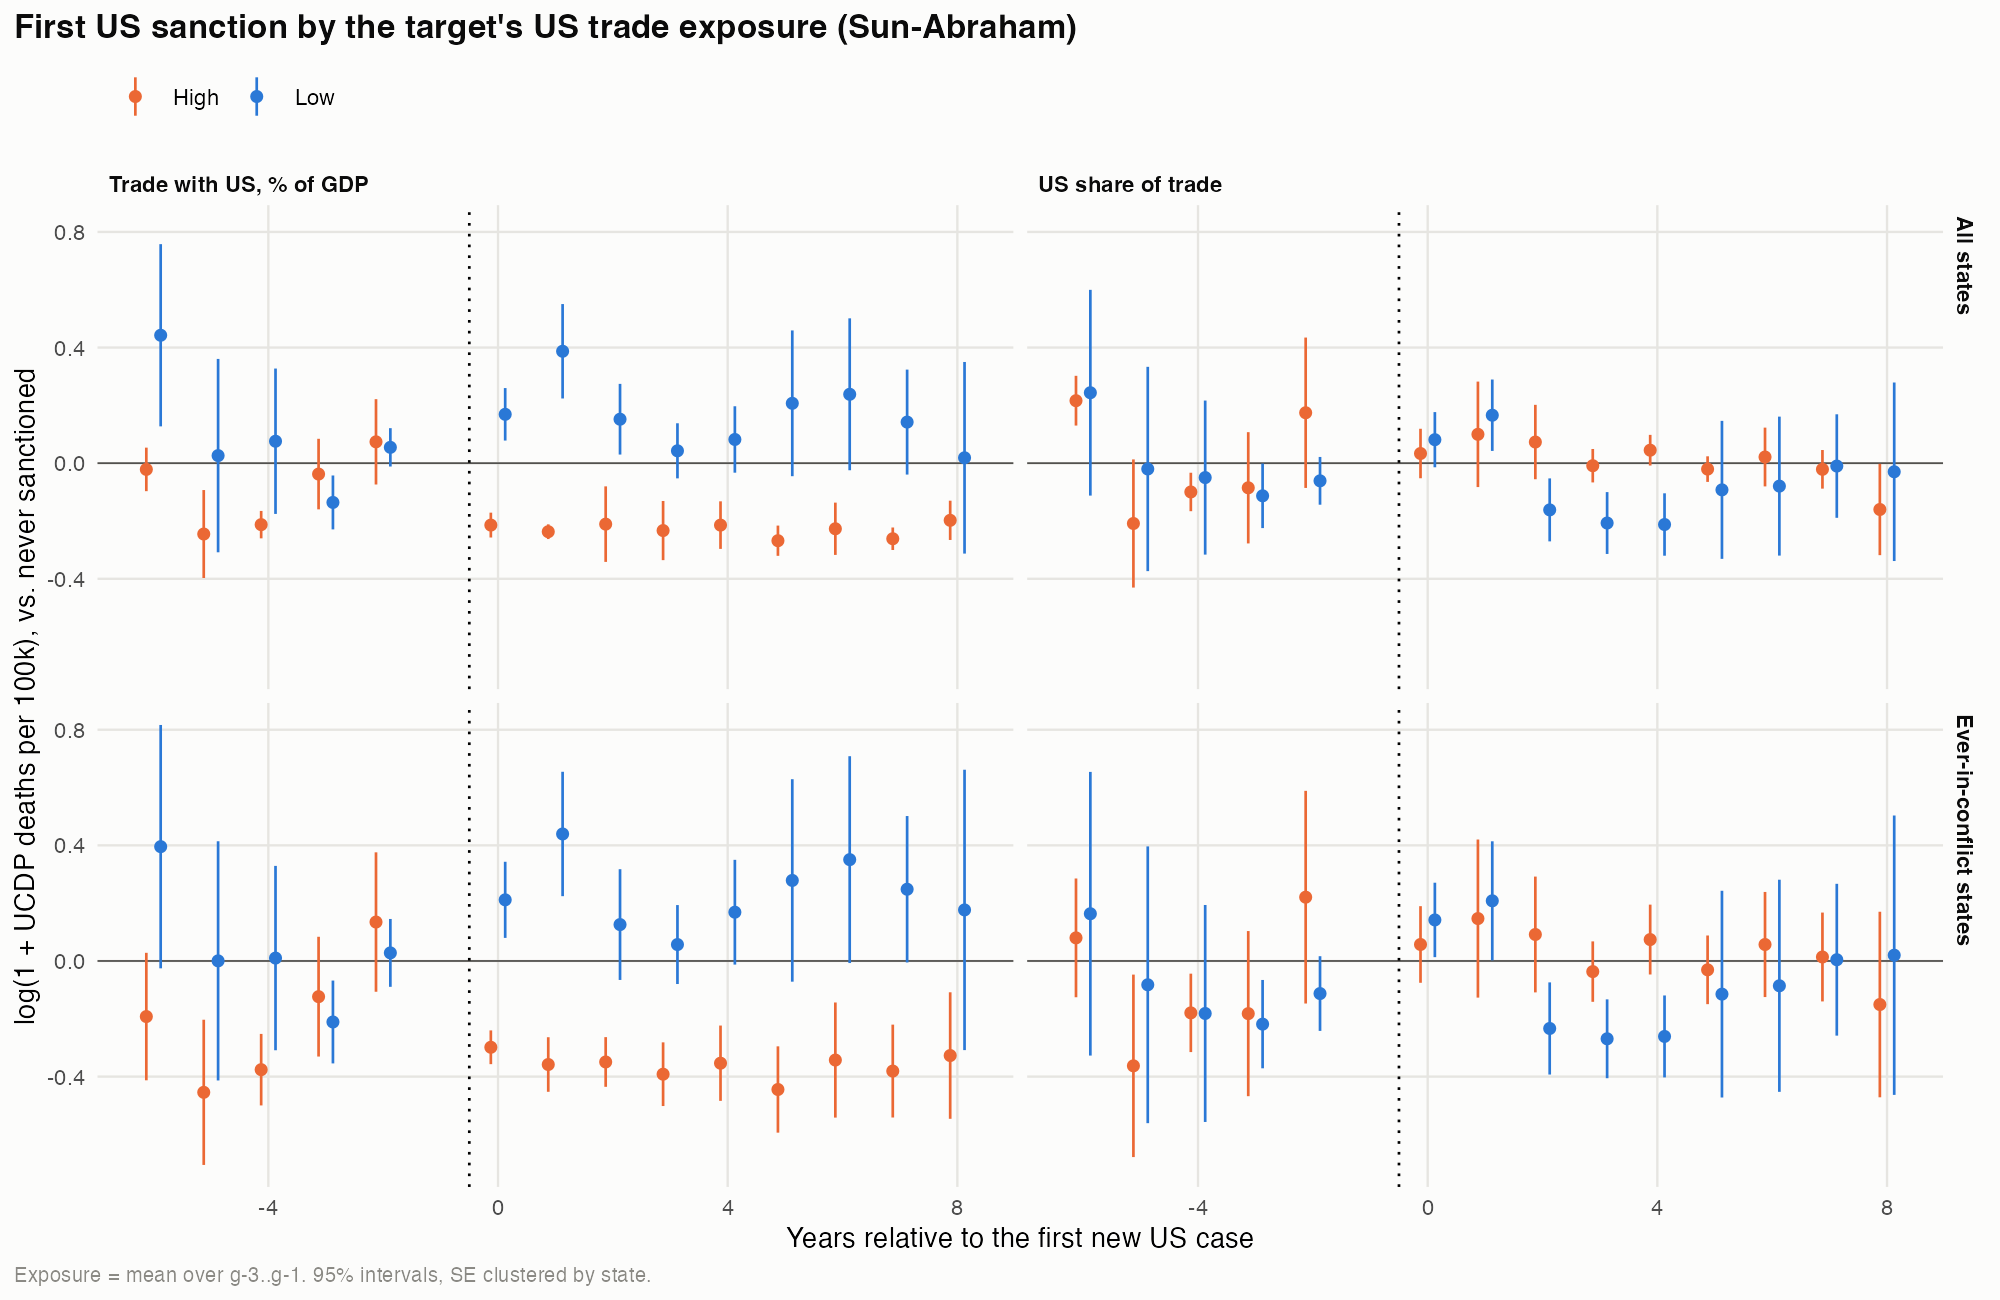 First US sanction by the target's US trade exposure (Sun-Abraham)
High
Low
Trade with US, % of GDP
US share of trade
0.8
0.4
0.0
-0.4
All states
0.8
0.4
0.0
-0.4
Ever-in-conflict states
log(1 + UCDP deaths per 100k), vs. never sanctioned
-4
0
4
8
-4
0
4
8
Years relative to the first new US case
Exposure = mean over g-3..g-1. 95% intervals, SE clustered by state.